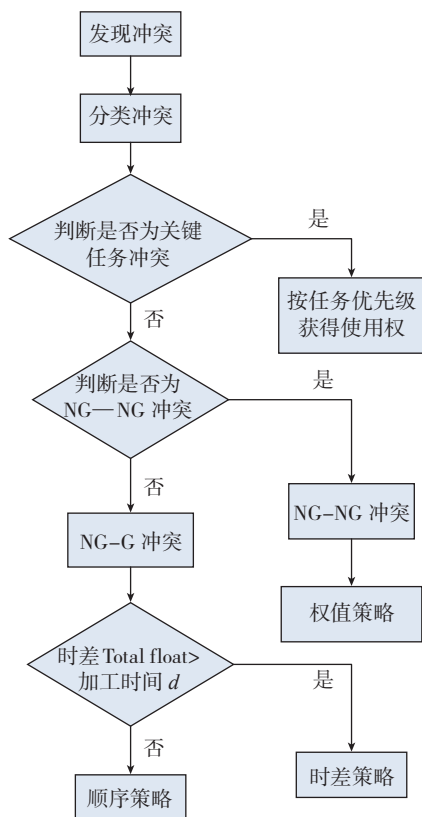 发现冲突
分类冲突
判断是否为关键
任务冲突
是
按任务优先级
获得使用权
否
判断是否为
NG—NG 冲突
是
否
NG-G 冲突
NG-NG 冲突
权值策略
时差 Total float>
加工时间 d
是
否
时差策略
顺序策略